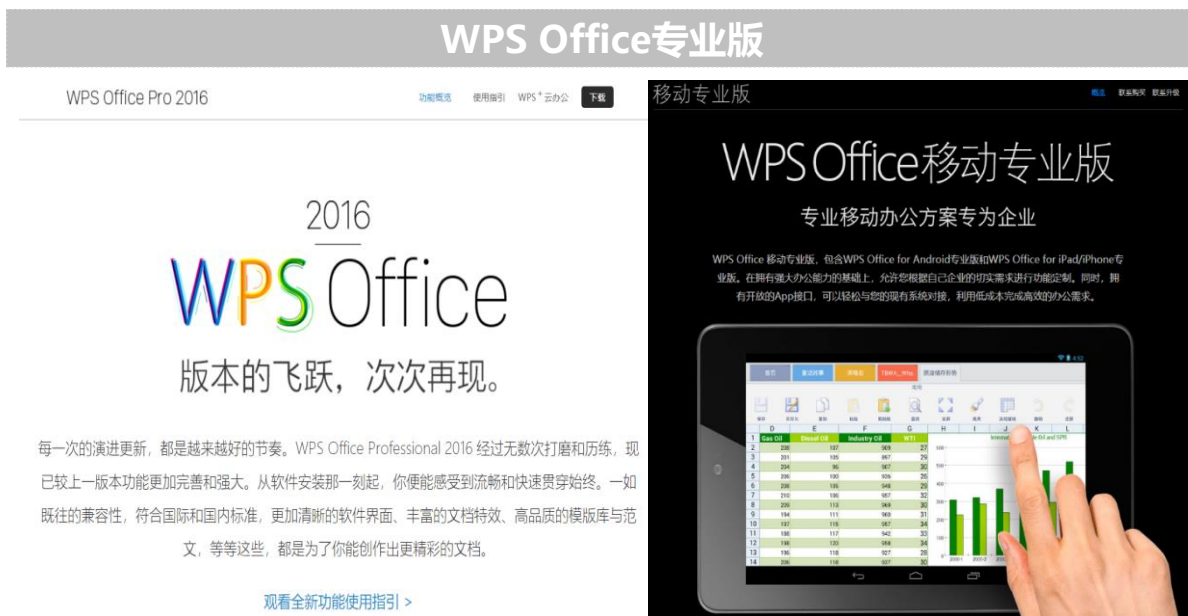 WPS Office专业版
WPS Office Pro 2016
功能概览 使用指引 WPS+云办公 下载
2016
WPS Office
版本的飞跃，次次再现。
每一次的演进更新，都是越来越好的节奏。WPS Office Professional 2016 经过无数次打磨和历练，现
已较上一版本功能更加完善和强大。从软件安装那一刻起，你便能感受到流畅和快速贯穿始终。一如
既往的兼容性，符合国际和国内标准，更加清晰的软件界面、丰富的文档特效、高品质的模版库与范
文，等等这些，都是为了你能创作出更精彩的文档。
观看全新功能使用指引 >
移动专业版
概览 联系购买 联系升级
WPS Office移动专业版
专业移动办公方案专为企业
WPS Office 移动专业版，包含WPS Office for Android专业版和WPS Office for iPad/iPhone专
业版。在拥有强大办公能力的基础上，允许您根据自己企业的切实需求进行功能定制。同时，拥
有开放的App接口，可以轻松与您的现有系统对接，利用低成本完成高效的办公需求。
4:52
D E F G H I J K L
1 Gas Oil Diesel Oil Industry Oil WTI
2
3
4
5
6
7
8
9
10
11
12
13
14